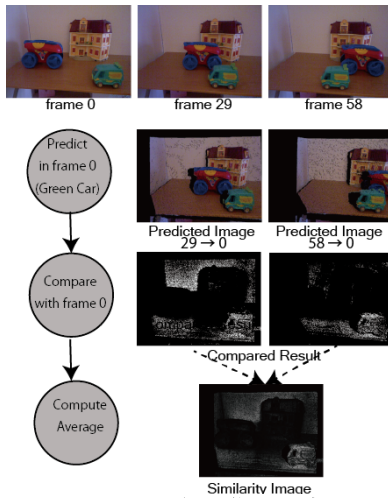 frame 0
frame 29
frame 58
Predict
in frame 0
(Green Car)
Predicted Image
29 → 0
Predicted Image
58 → 0
Compare
with frame 0
Compared Result
Compute
Average
Similarity Image